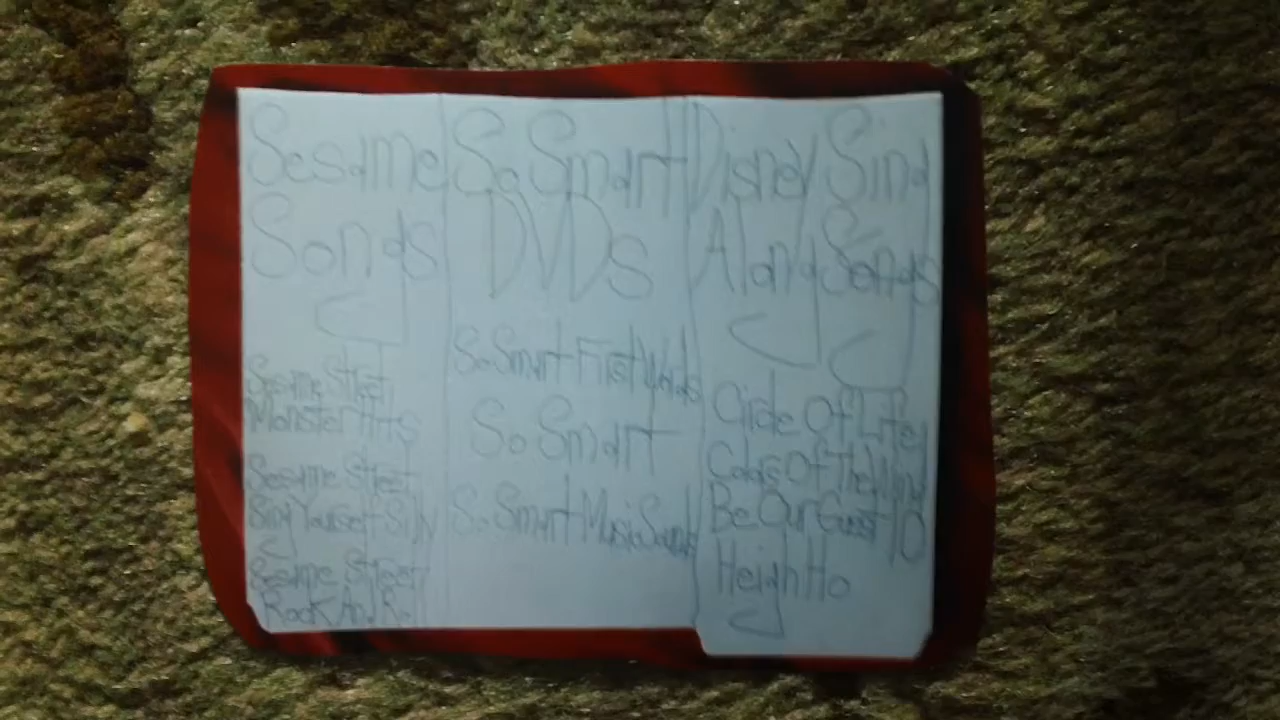 Sesame
Songs
Sesame Street
Monster Hits
Sesame Street
Sing Yourself Silly
Sesame Street
Rock And Roll
So Smart
DVDs
So Smart First Words
So Smart
So Smart Music Sounds
Disney Sing
Along Songs
Circle Of Life
Colors Of The Wind
Be Our Guest 10
Heigh Ho